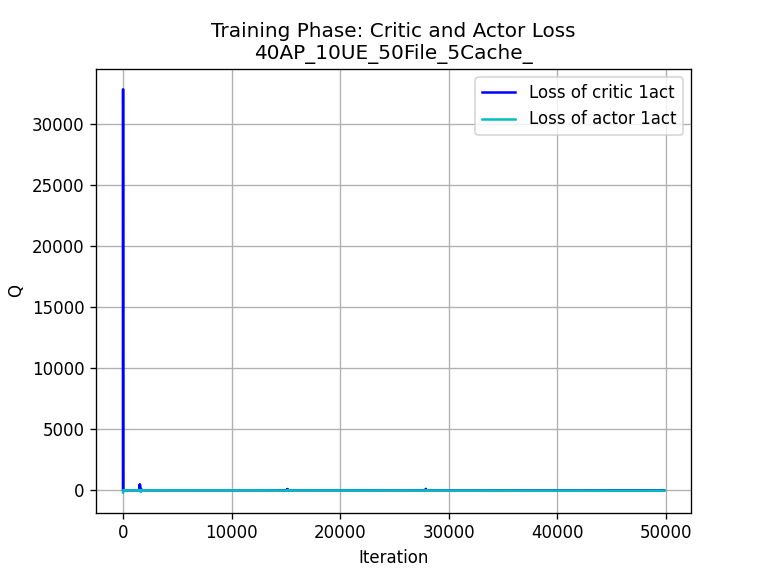 Training Phase: Critic and Actor Loss
40AP_10UE_50File_5Cache_
Loss of critic 1act
Loss of actor 1act
30000
25000
20000
15000
10000
5000
0
Q
0 10000 20000 30000 40000 50000
Iteration